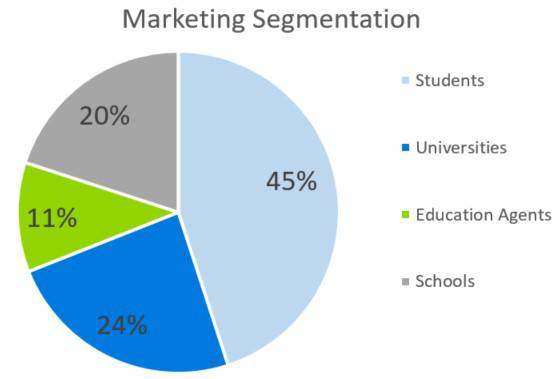 Marketing Segmentation
20%
45%
11%
24%
Students
Universities
Education Agents
Schools